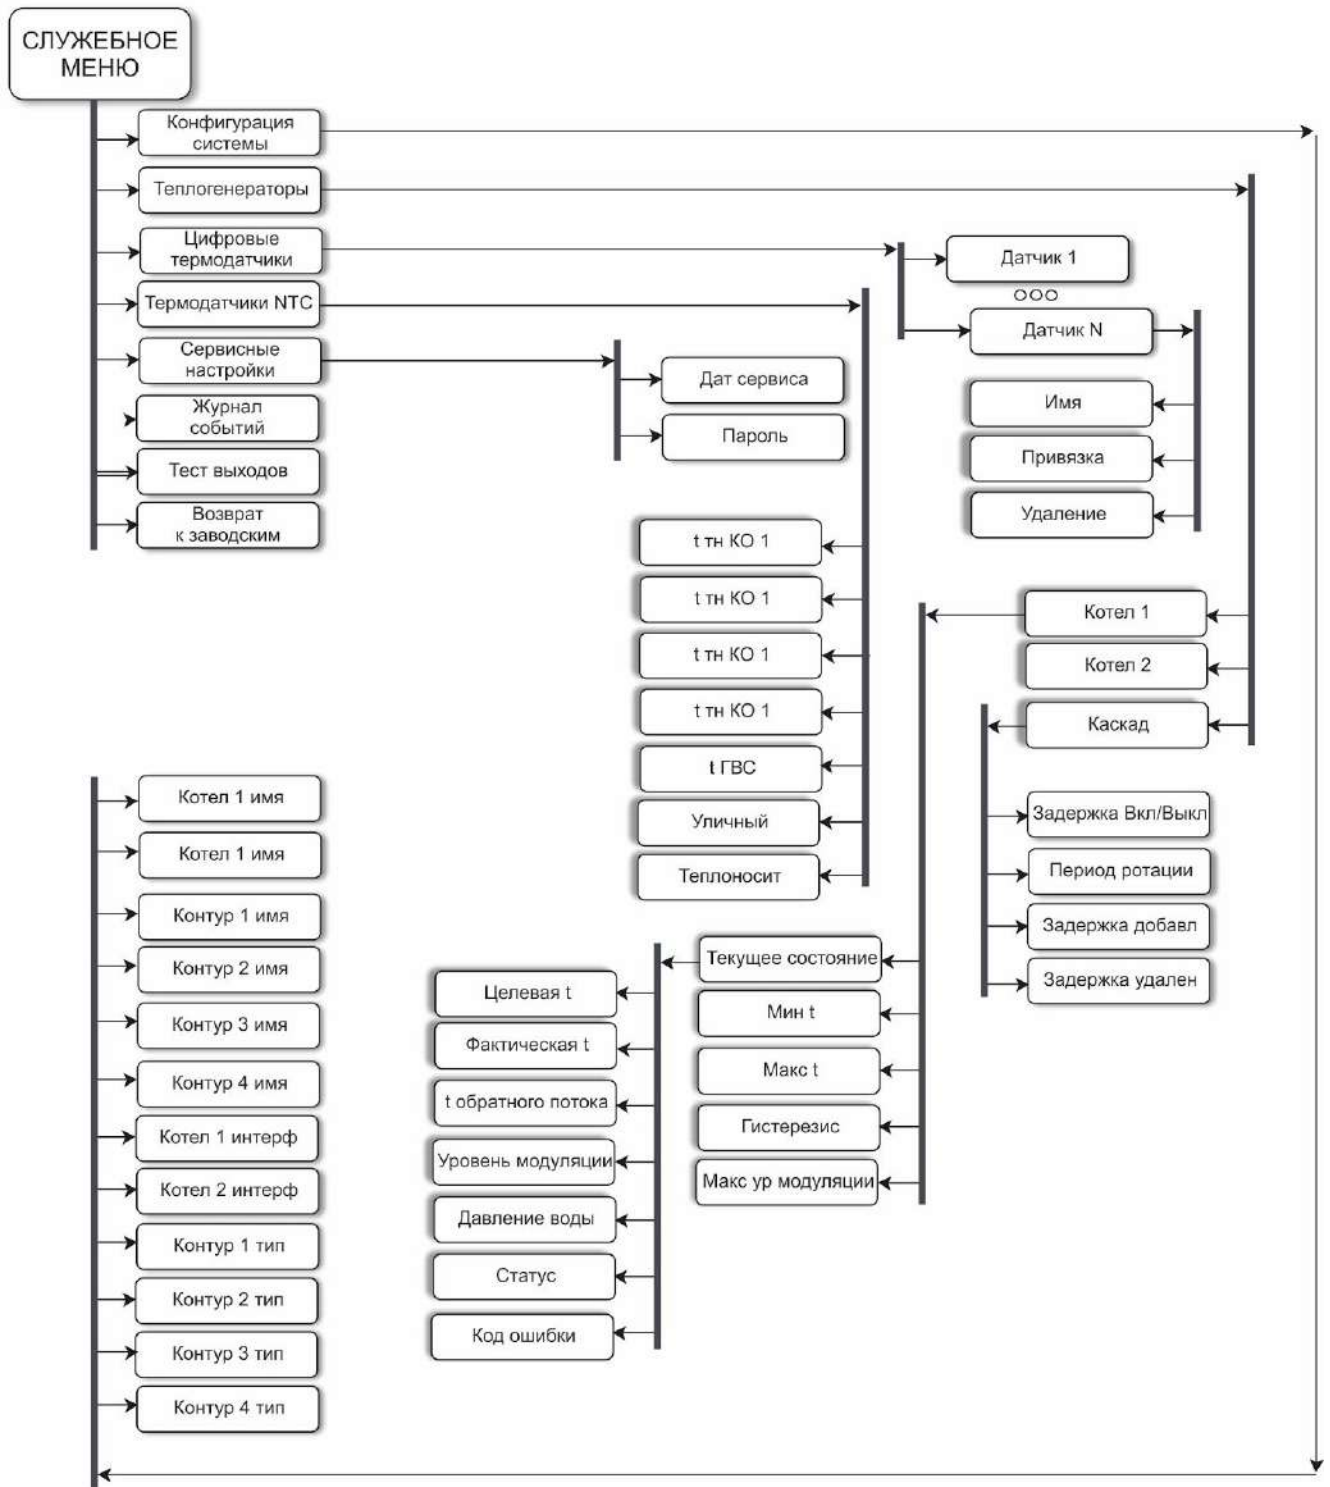 СЛУЖЕБНОЕ
МЕНЮ
Конфигурация
системы
Теплогенераторы
Цифровые
термодатчики
Термодатчики NTC
Сервисные
настройки
Журнал
событий
Тест выходов
Возврат
к заводским
Датчик 1
ооо
Датчик N
Имя
Привязка
Удаление
Дат сервиса
Пароль
t тн КО 1
t тн КО 1
t тн КО 1
t тн КО 1
t ГВС
Уличный
Теплоносит
Котел 1
Котел 2
Каскад
Задержка Вкл/Выкл
Период ротации
Задержка добавл
Задержка удален
Текущее состояние
Мин t
Макс t
Гистерезис
Макс ур модуляции
Целевая t
Фактическая t
t обратного потока
Уровень модуляции
Давление воды
Статус
Код ошибки
Котел 1 имя
Котел 1 имя
Контур 1 имя
Контур 2 имя
Контур 3 имя
Контур 4 имя
Котел 1 интерф
Котел 2 интерф
Контур 1 тип
Контур 2 тип
Контур 3 тип
Контур 4 тип